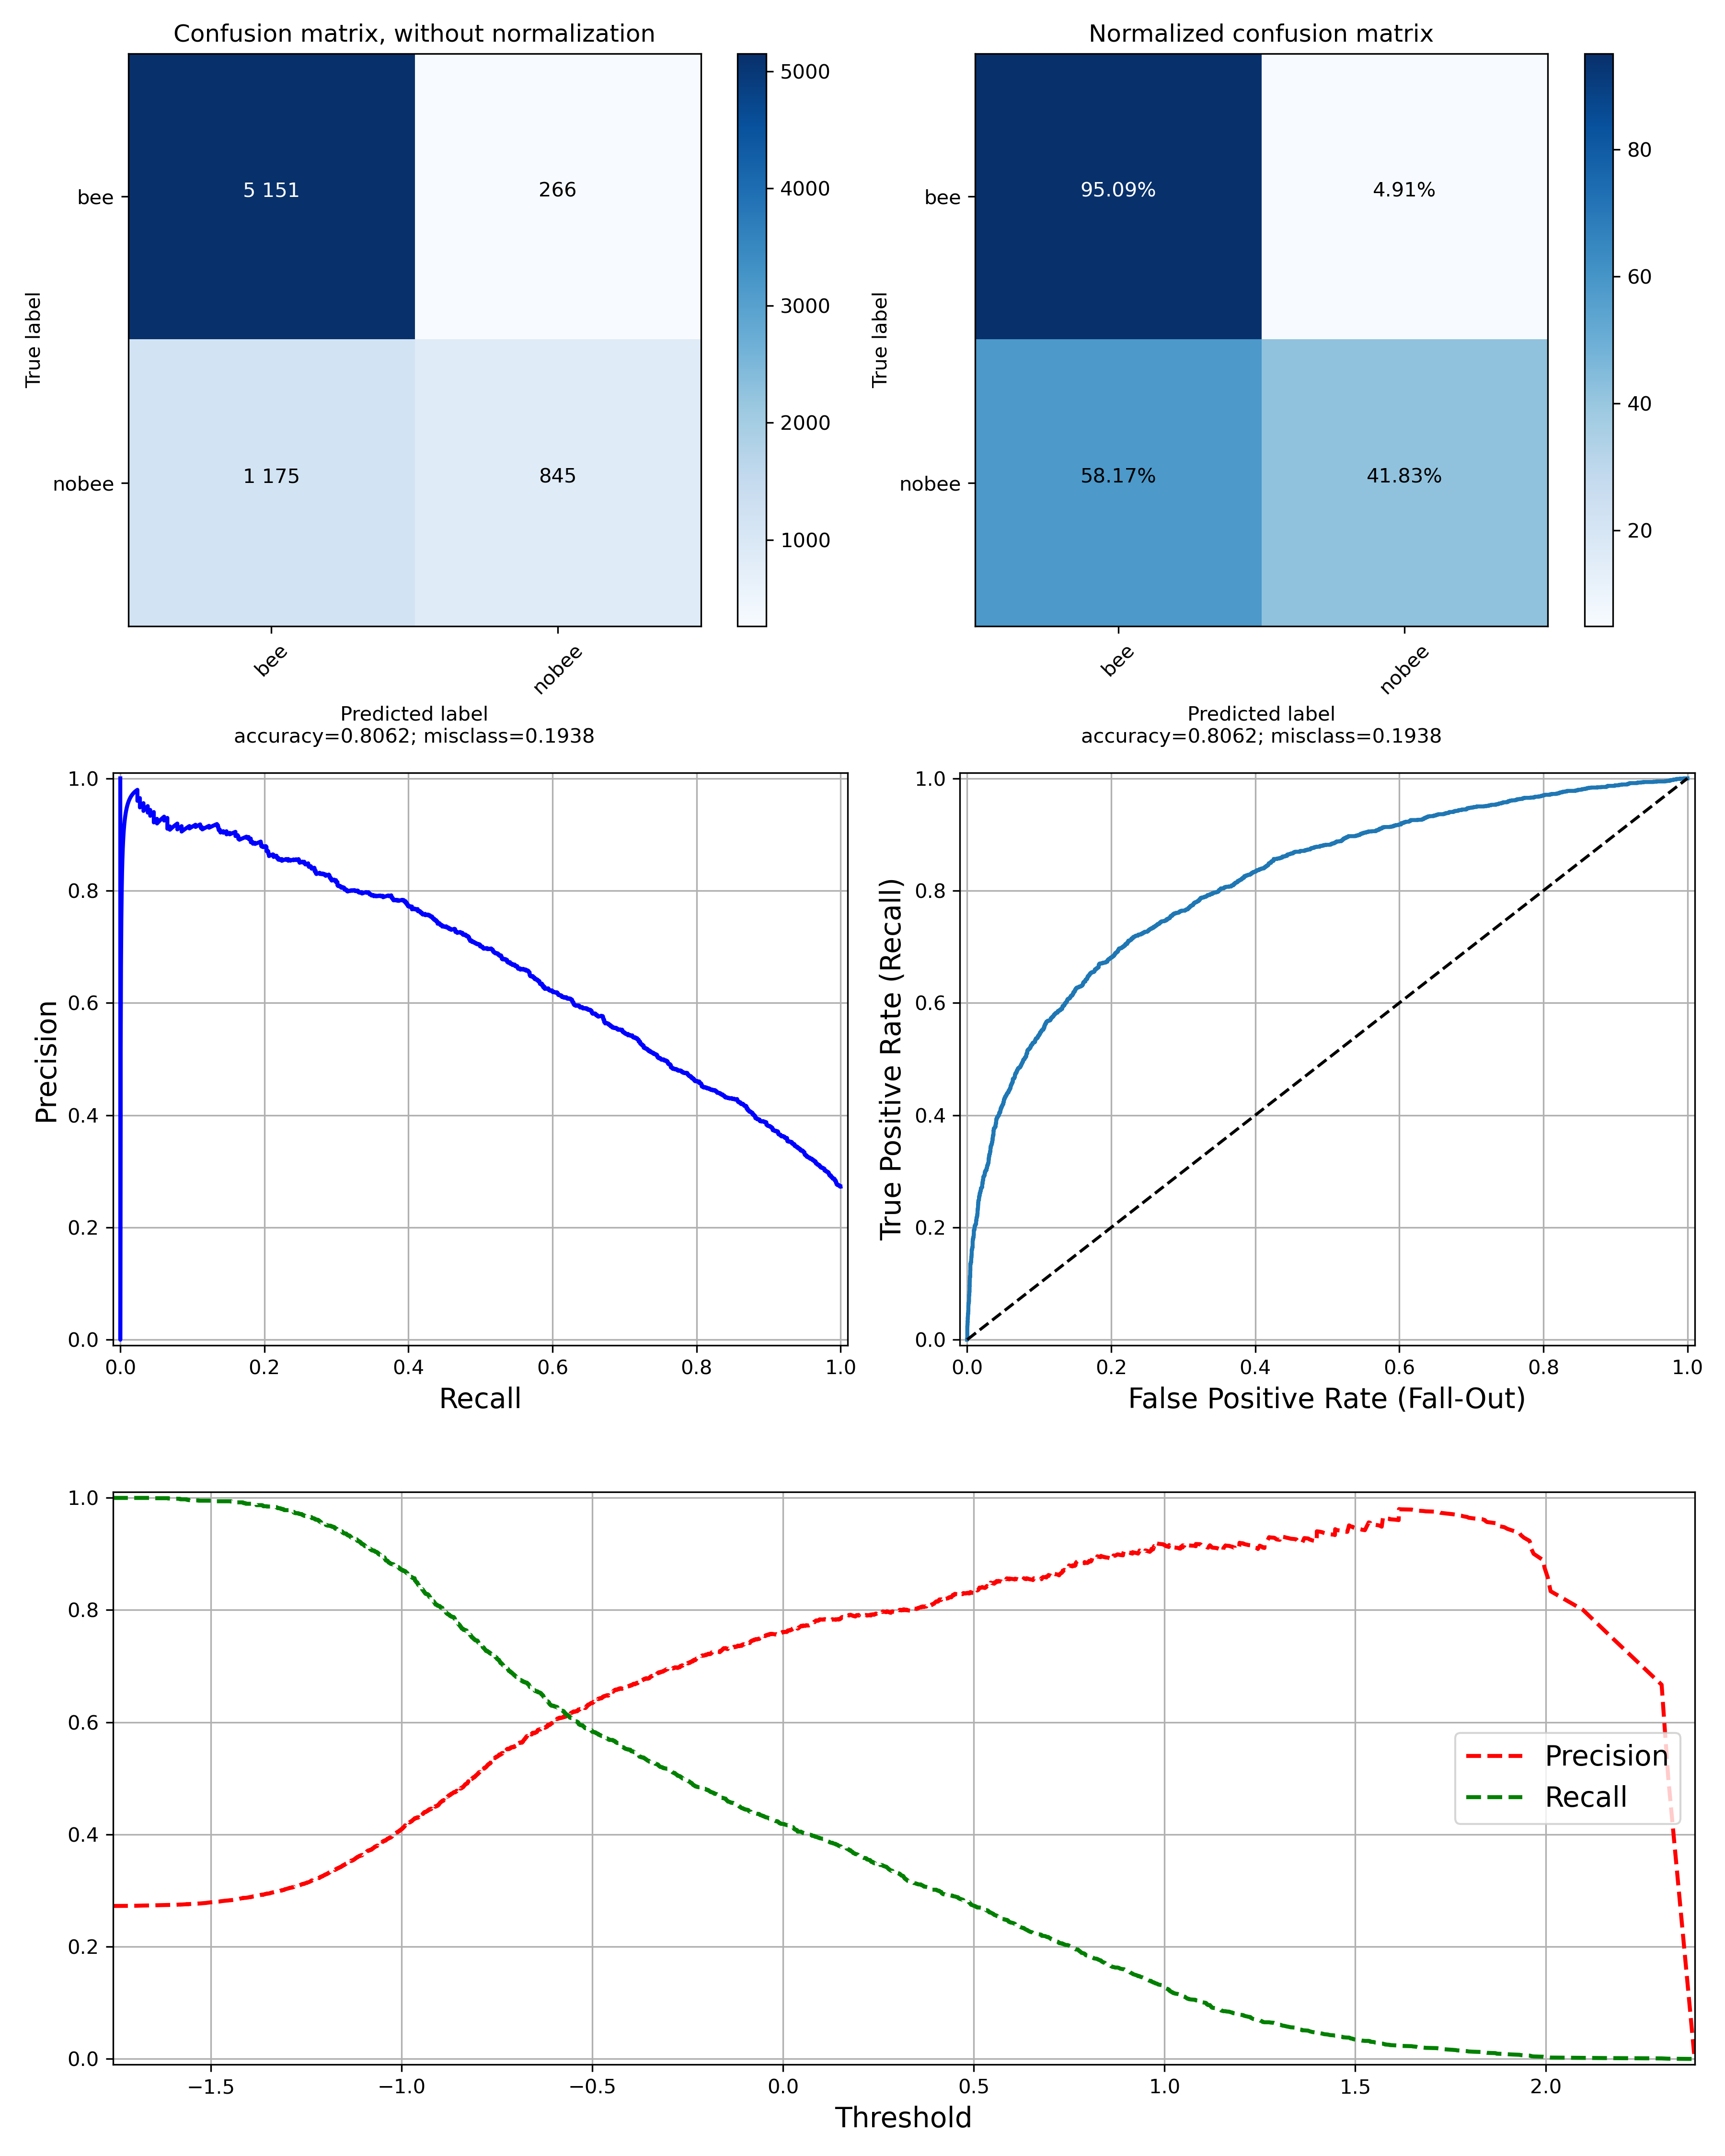 Confusion matrix, without normalization
True label
bee
nobee
5 151
266
1 175
845
bee
nobee
Predicted label
accuracy=0.8062; misclass=0.1938
5000
4000
3000
2000
1000
Normalized confusion matrix
True label
bee
nobee
95.09%
4.91%
58.17%
41.83%
bee
nobee
Predicted label
accuracy=0.8062; misclass=0.1938
80
60
40
20
Precision
1.0
0.8
0.6
0.4
0.2
0.0
0.0 0.2 0.4 0.6 0.8 1.0
Recall
True Positive Rate (Recall)
1.0
0.8
0.6
0.4
0.2
0.0
0.0 0.2 0.4 0.6 0.8 1.0
False Positive Rate (Fall-Out)
1.0
0.8
0.6
0.4
0.2
0.0
Precision
Recall
−1.5 −1.0 −0.5 0.0 0.5 1.0 1.5 2.0
Threshold